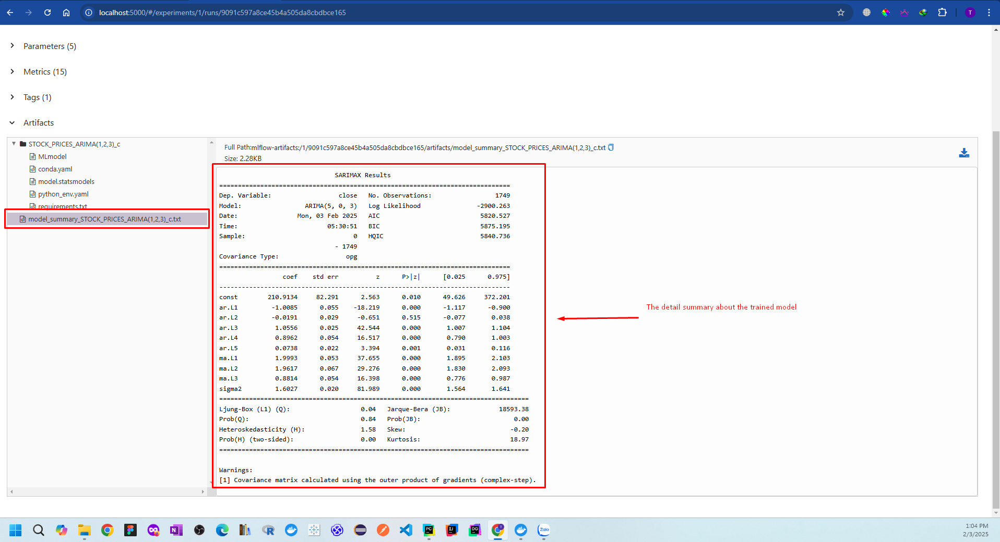 localhost:5000/#/experiments/1/runs/9091c597a8ce45b4a505da8cbdbce165
T
Parameters (5)
Metrics (15)
Tags (1)
Artifacts
STOCK_PRICES_ARIMA(1,2,3)_c
MLmodel
conda.yaml
model.statsmodels
python_env.yaml
requirements.txt
model_summary_STOCK_PRICES_ARIMA(1,2,3)_c.txt
Full Path:mlflow-artifacts:/1/9091c597a8ce45b4a505da8cbdbce165/artifacts/model_summary_STOCK_PRICES_ARIMA(1,2,3)_c.txt
Size: 2.28KB
SARIMAX Results
==============================================================================
Dep. Variable: close No. Observations: 1749
Model: ARIMA(5, 0, 3) Log Likelihood -2900.263
Date: Mon, 03 Feb 2025 AIC 5820.527
Time: 05:30:51 BIC 5875.195
Sample: 0 HQIC 5840.736
- 1749
Covariance Type: opg
==============================================================================
coef std err z P>|z| [0.025 0.975]
------------------------------------------------------------------------------
const 210.9134 82.291 2.563 0.010 49.626 372.201
ar.L1 -1.0085 0.055 -18.219 0.000 -1.117 -0.900
ar.L2 -0.0191 0.029 -0.651 0.515 -0.077 0.038
ar.L3 1.0556 0.025 42.544 0.000 1.007 1.104
ar.L4 0.8962 0.054 16.517 0.000 0.790 1.003
ar.L5 0.0738 0.022 3.394 0.001 0.031 0.116
ma.L1 1.9993 0.053 37.655 0.000 1.895 2.103
ma.L2 1.9617 0.067 29.276 0.000 1.830 2.093
ma.L3 0.8814 0.054 16.398 0.000 0.776 0.987
sigma2 1.6027 0.020 81.989 0.000 1.564 1.641
===================================================================================
Ljung-Box (L1) (Q): 0.04 Jarque-Bera (JB): 18593.38
Prob(Q): 0.84 Prob(JB): 0.00
Heteroskedasticity (H): 1.58 Skew: -0.20
Prob(H) (two-sided): 0.00 Kurtosis: 18.97
===================================================================================
Warnings:
[1] Covariance matrix calculated using the outer product of gradients (complex-step).
The detail summary about the trained model
N
R
PC
IJ
DG
T
Zalo
1:04 PM
2/3/2025